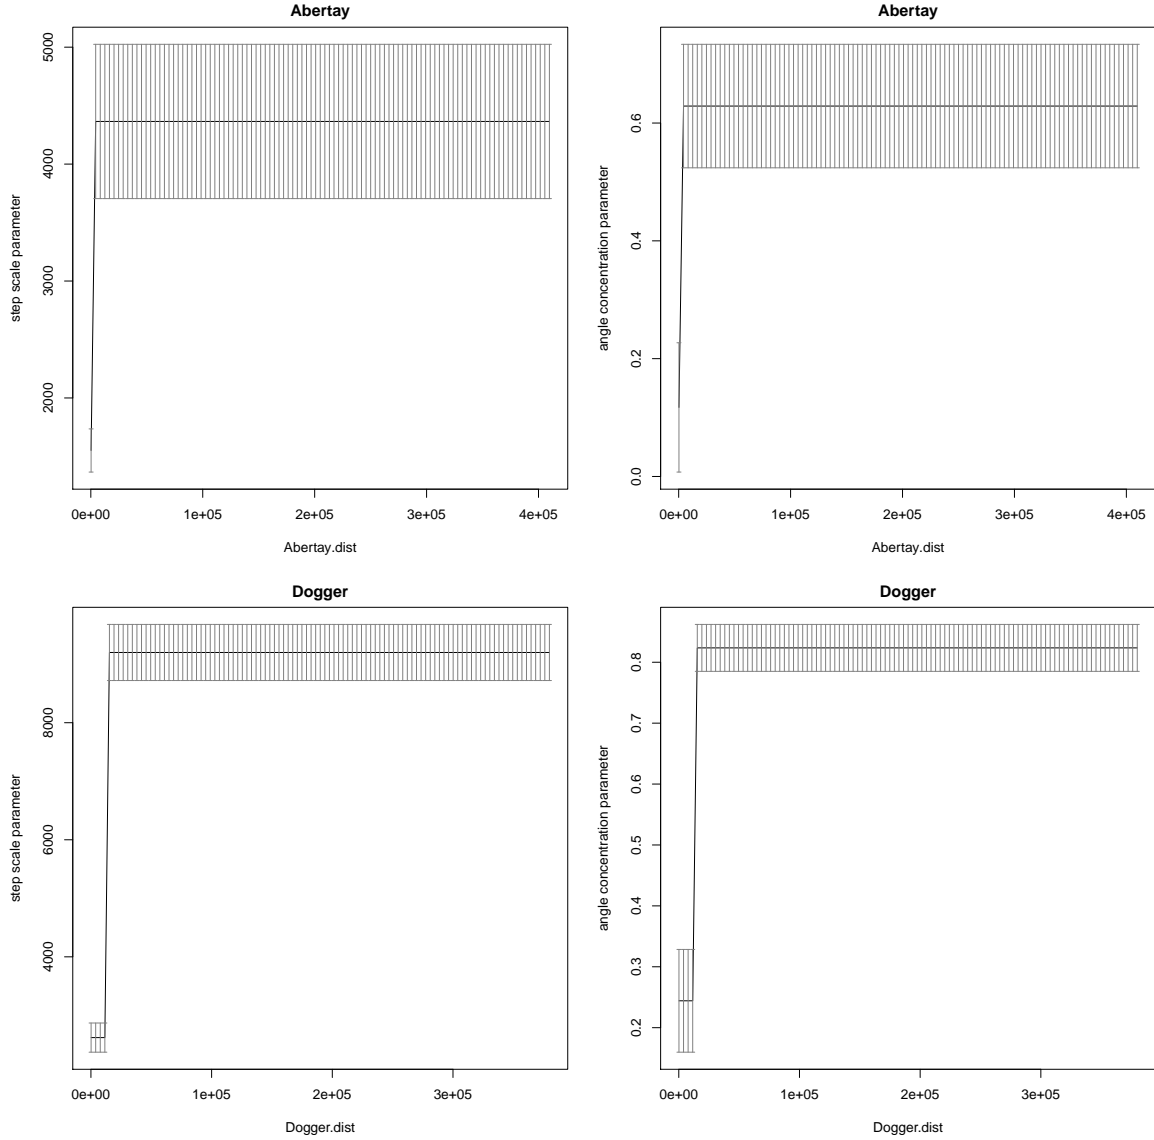 Abertay
step scale parameter
5000
4000
3000
2000
0e+00 1e+05 2e+05 3e+05 4e+05
Abertay.dist
Abertay
angle concentration parameter
0.6
0.4
0.2
0.0
0e+00 1e+05 2e+05 3e+05 4e+05
Abertay.dist
Dogger
step scale parameter
8000
6000
4000
0e+00 1e+05 2e+05 3e+05
Dogger.dist
Dogger
angle concentration parameter
0.8
0.7
0.6
0.5
0.4
0.3
0.2
0e+00 1e+05 2e+05 3e+05
Dogger.dist